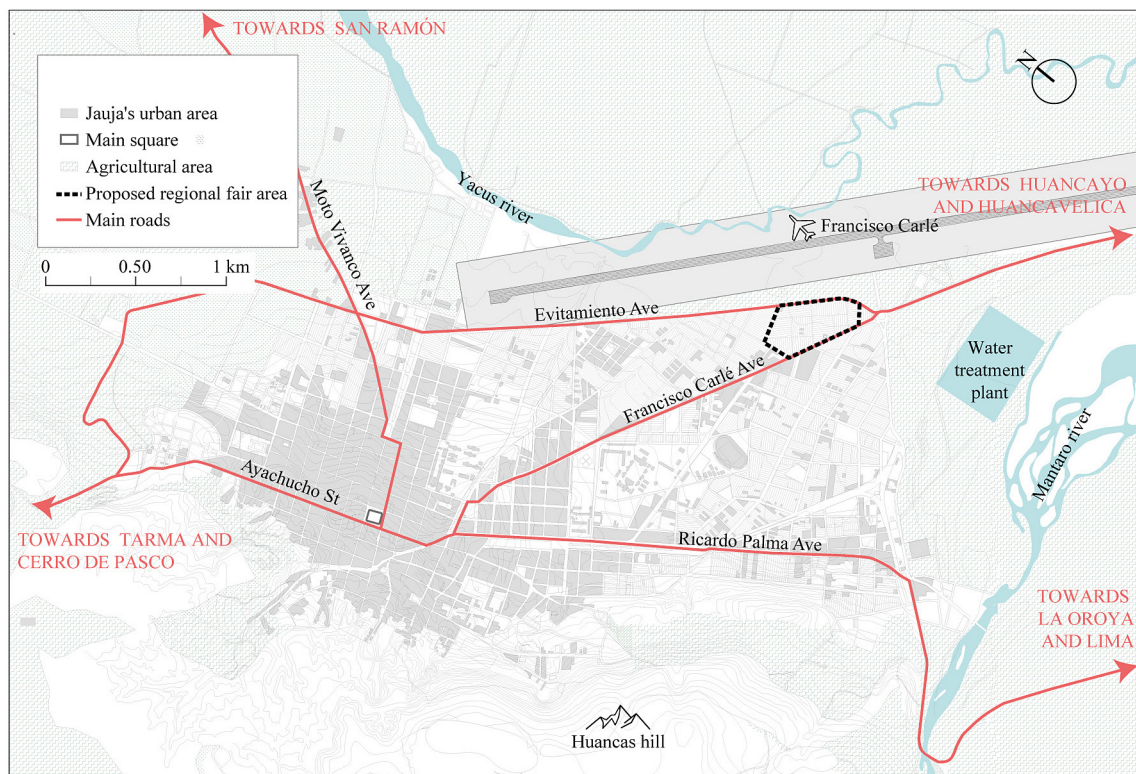 TOWARDS SAN RAMÓN
N
Jauja's urban area
Main square
Agricultural area
Proposed regional fair area
Main roads
0 0.50 1 km
Moto Vivanco Ave
Yacus river
TOWARDS HUANCAYO
AND HUANCAVELICA
Francisco Carlé
Evitamiento Ave
Francisco Carlé Ave
Water
treatment
plant
Mantaro river
Ayachucho St
TOWARDS TARMA AND
CERRO DE PASCO
Ricardo Palma Ave
TOWARDS
LA OROYA
AND LIMA
Huancas hill